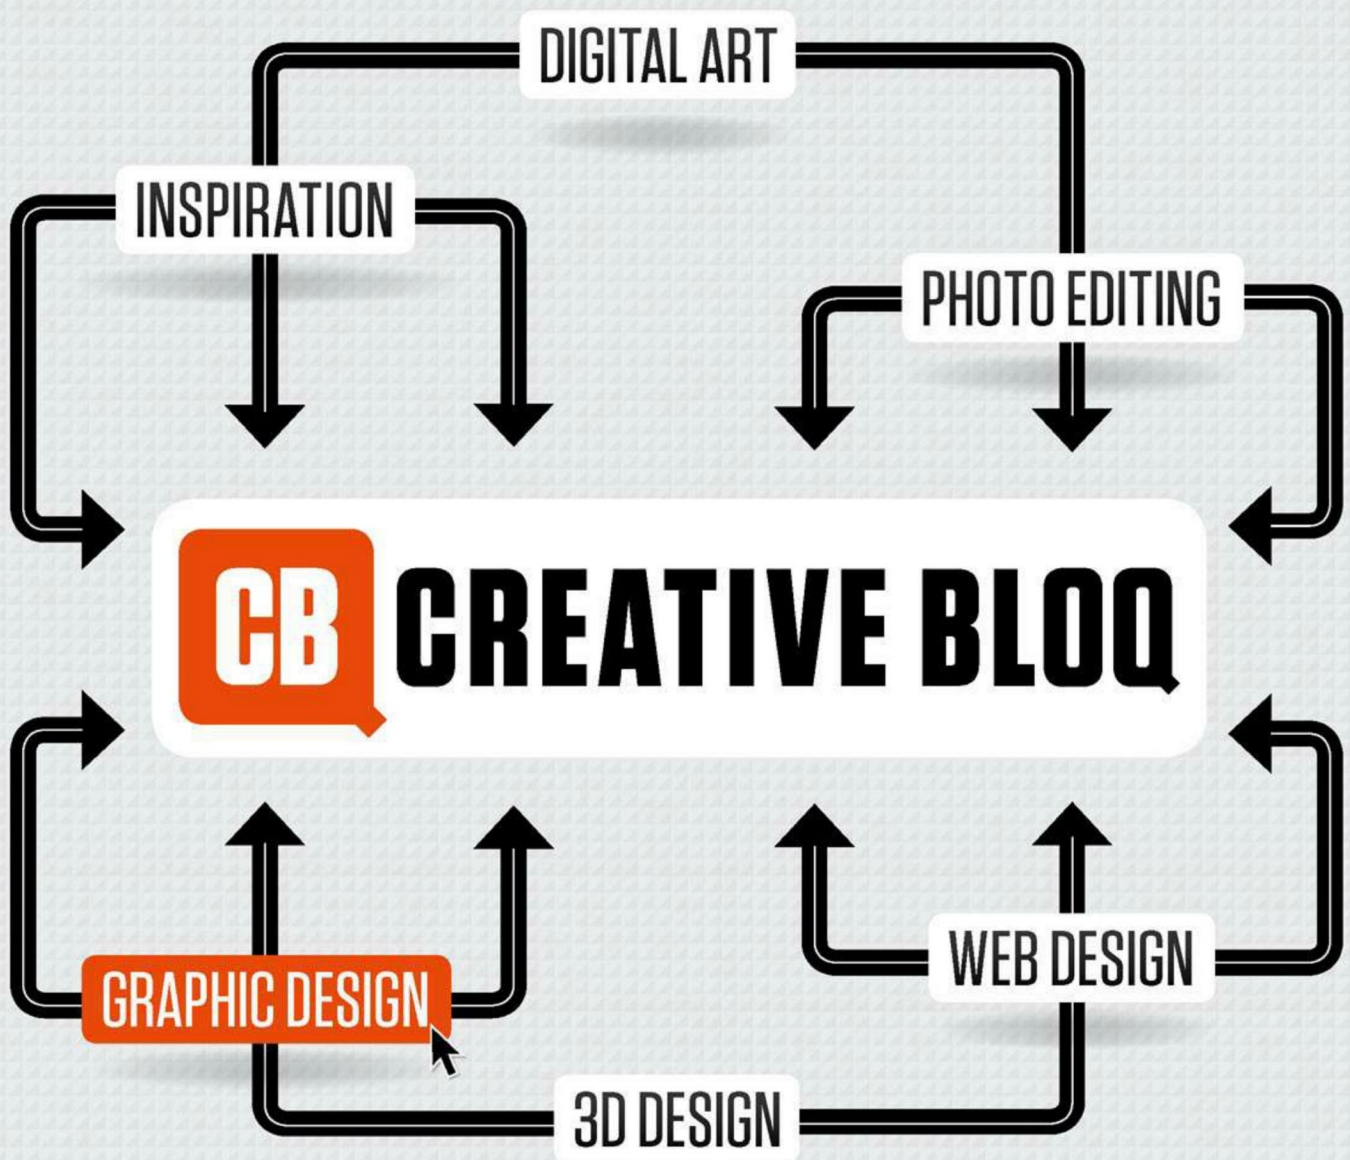 DIGITAL ART
INSPIRATION
PHOTO EDITING
CB CREATIVE BLOQ
GRAPHIC DESIGN
WEB DESIGN
3D DESIGN